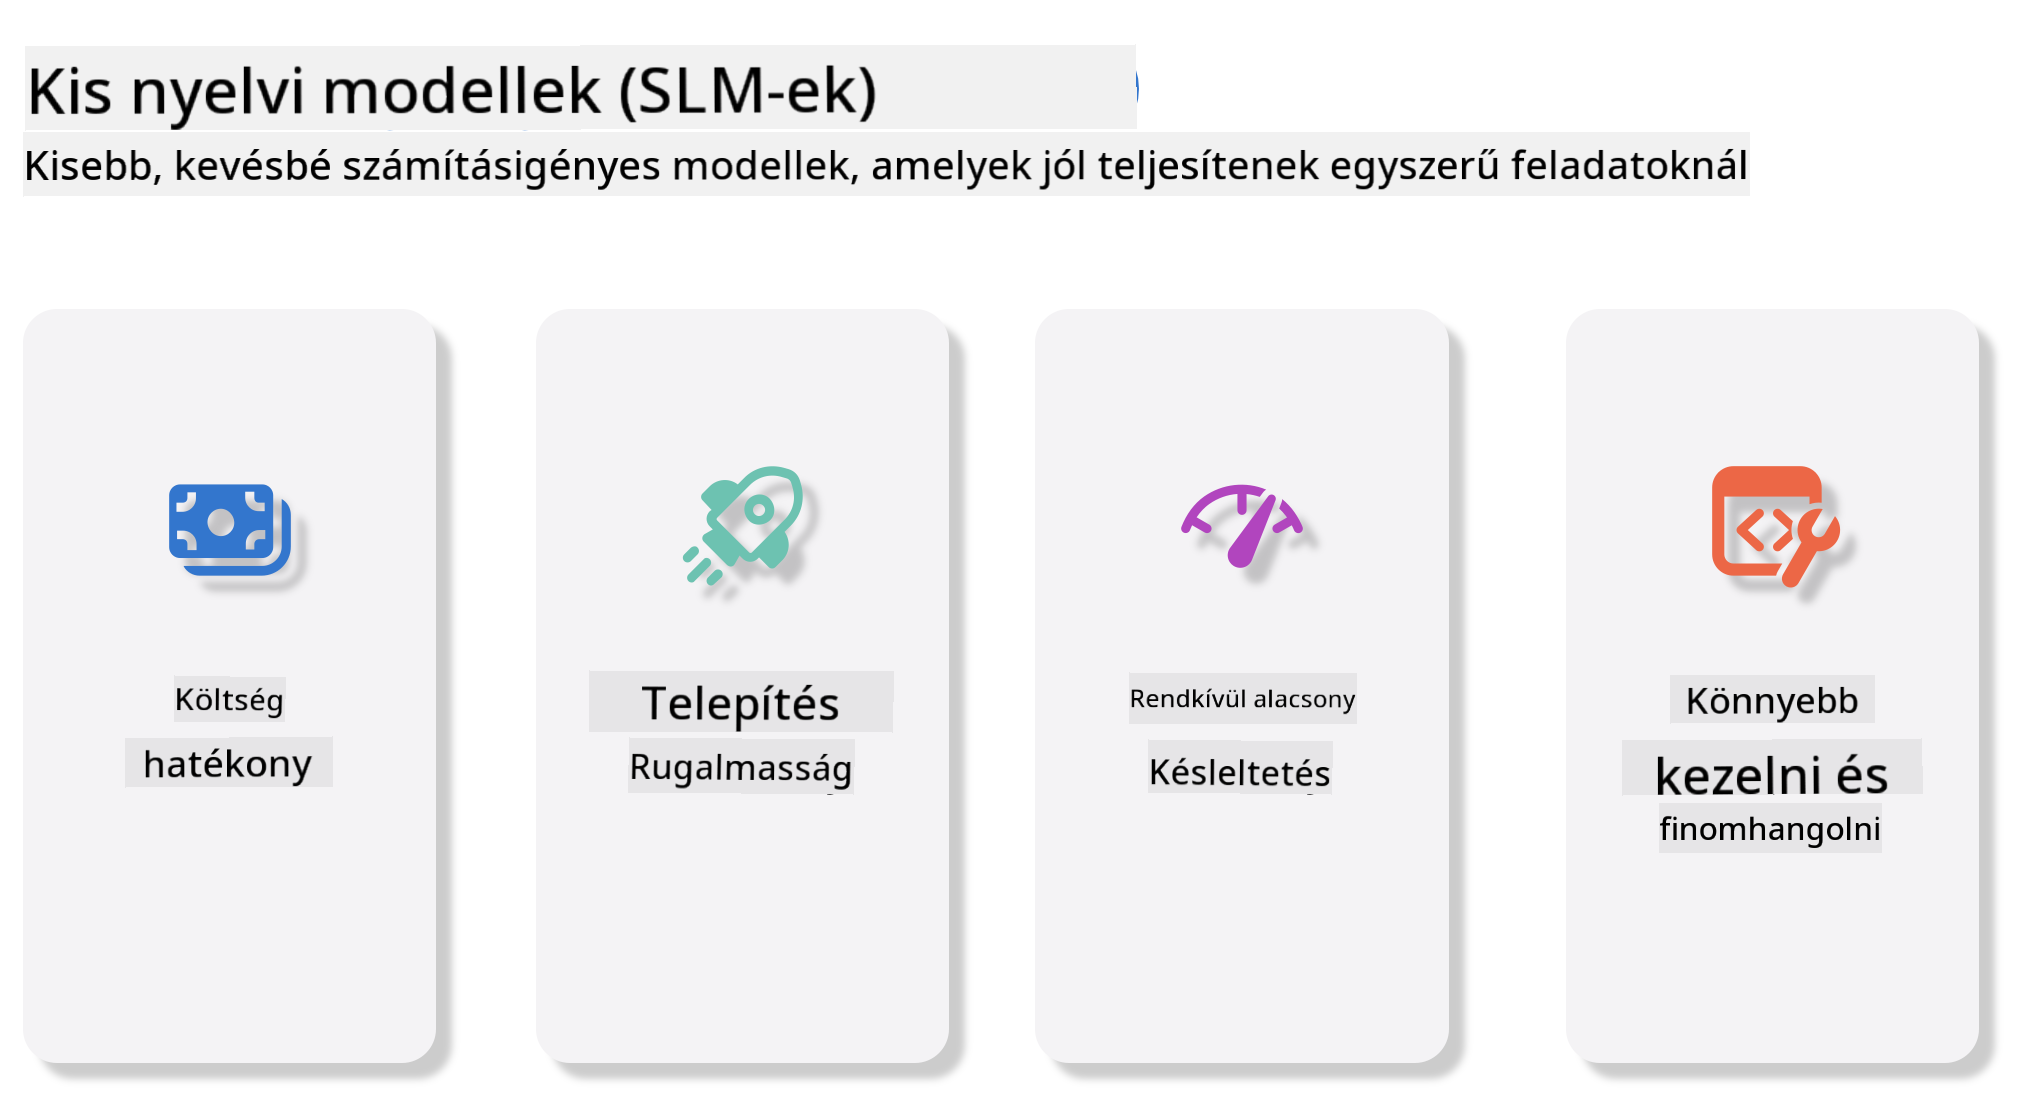 Kis nyelvi modellek (SLM-ek)
Kisebb, kevésbé számításigényes modellek, amelyek jól teljesítenek egyszerű feladatoknál
Költség
hatékony
Telepítés
Rugalmasság
Rendkívül alacsony
Késleltetés
Könnyebb
kezelni és
finomhangolni